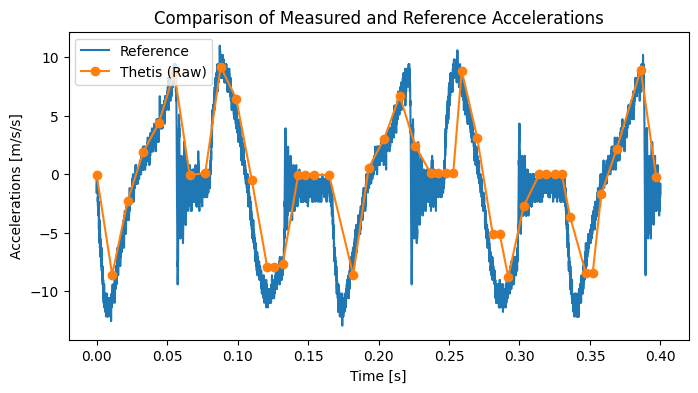 Comparison of Measured and Reference Accelerations
Reference
Thetis (Raw)
Accelerations [m/s/s]
10
5
0
−5
−10
0.00 0.05 0.10 0.15 0.20 0.25 0.30 0.35 0.40
Time [s]